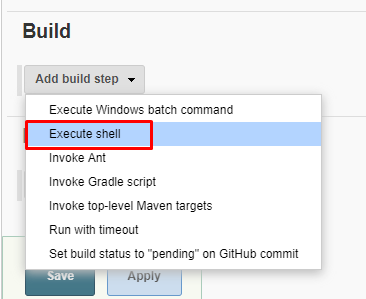 Build
Add build step
Execute Windows batch command
Execute shell
Invoke Ant
Invoke Gradle script
Invoke top-level Maven targets
Run with timeout
Set build status to "pending" on GitHub commit
Save
Apply